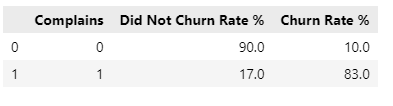 Complains Did Not Churn Rate % Churn Rate %
0 0 90.0 10.0
1 1 17.0 83.0